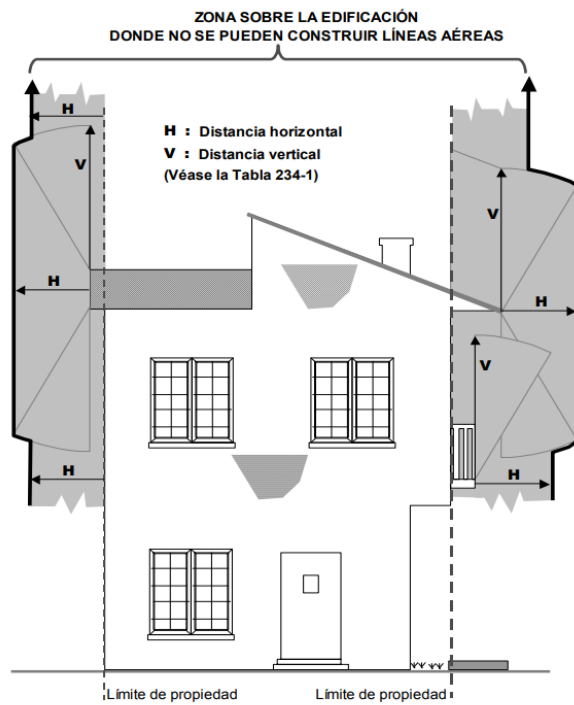 ZONA SOBRE LA EDIFICACIÓN
DONDE NO SE PUEDEN CONSTRUIR LÍNEAS AÉREAS
H
H : Distancia horizontal
V : Distancia vertical
(Véase la Tabla 234-1)
V
V
H
H
V
H
H
Límite de propiedad
Límite de propiedad